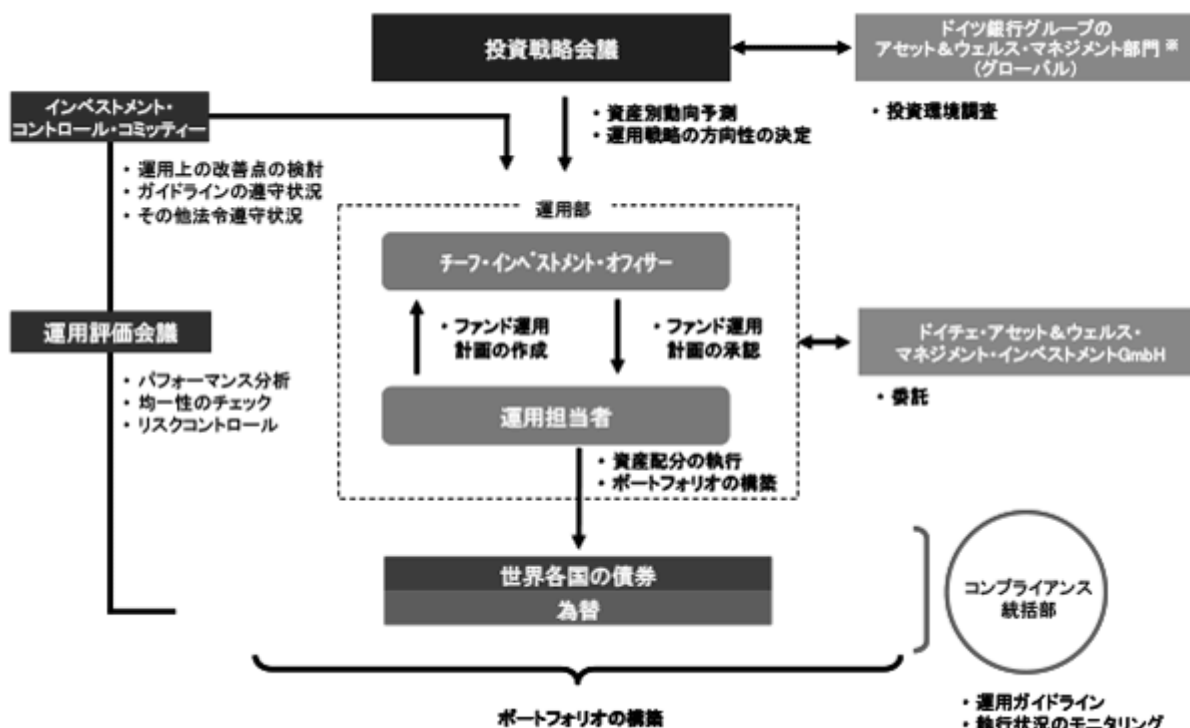 投資戦略会議
ドイツ銀行グループの
アセット&ウェルス・マネジメント部門※
(グローバル)
・投資環境調査
・資産別動向予測
・運用戦略の方向性の決定
インベストメント・
コントロール・コミッティー
・運用上の改善点の検討
・ガイドラインの遵守状況
・その他法令遵守状況
運用部
チーフ・インベストメント・オフィサー
・ファンド運用
計画の作成
・ファンド運用
計画の承認
運用評価会議
・パフォーマンス分析
・均一性のチェック
・リスクコントロール
ドイチェ・アセット&ウェルス・
マネジメント・インベストメントGmbH
・委託
運用担当者
・資産配分の執行
・ポートフォリオの構築
世界各国の債券
為替
コンプライアンス
統括部
ポートフォリオの構築
・運用ガイドライン
・執行状況のモニタリング